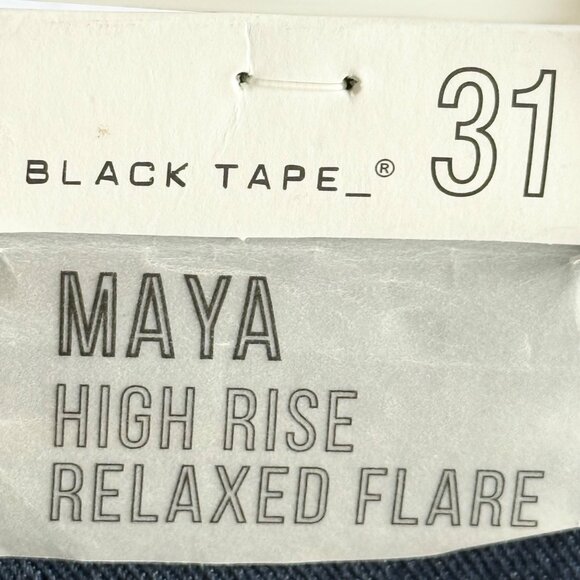 BLACK TAPE_® 31
MAYA
HIGH RISE
RELAXED FLARE